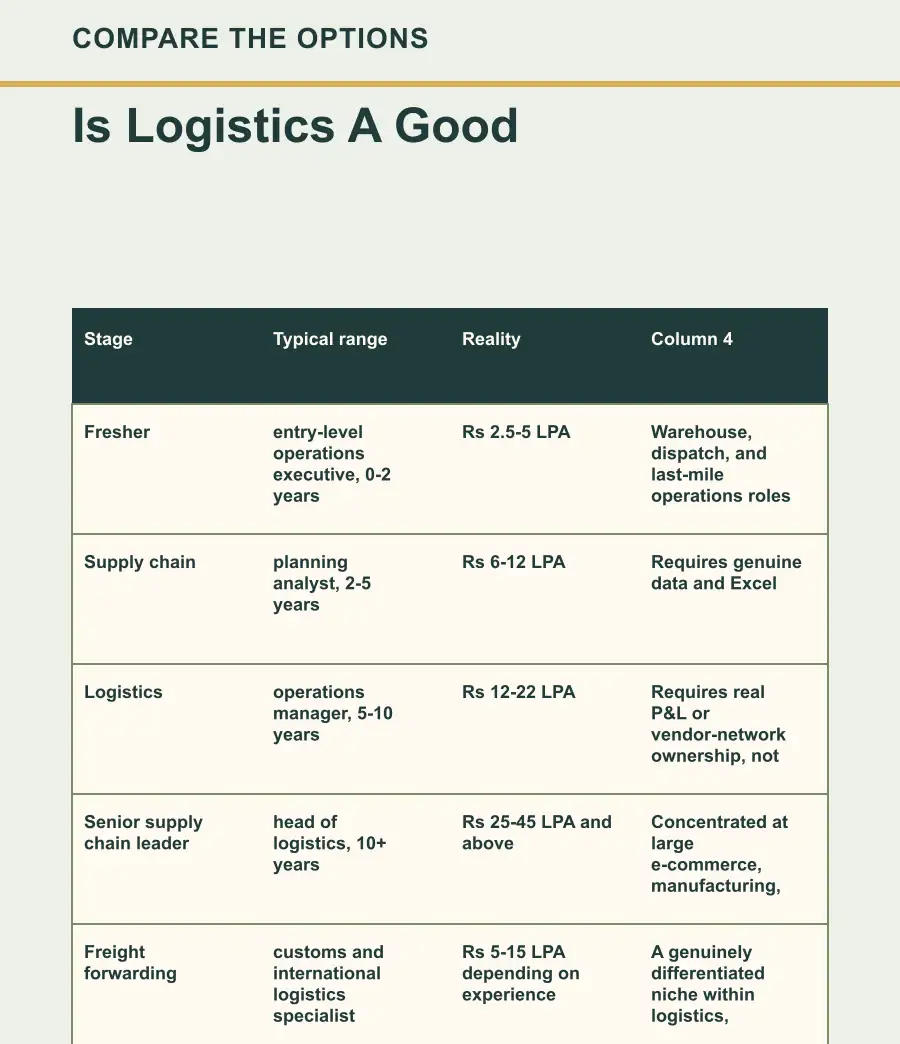 COMPARE THE OPTIONS
Is Logistics A Good
Stage
Typical range
Reality
Column 4
Fresher
entry-level
operations
executive, 0-2
years
Rs 2.5-5 LPA
Warehouse,
dispatch, and
last-mile
operations roles
Supply chain
planning
analyst, 2-5
years
Rs 6-12 LPA
Requires genuine
data and Excel
Logistics
operations
manager, 5-10
years
Rs 12-22 LPA
Requires real
P&L or
vendor-network
ownership, not
Senior supply
chain leader
head of
logistics, 10+
years
Rs 25-45 LPA and
above
Concentrated at
large
e-commerce,
manufacturing,
Freight
forwarding
customs and
international
logistics
specialist
Rs 5-15 LPA
depending on
experience
A genuinely
differentiated
niche within
logistics,